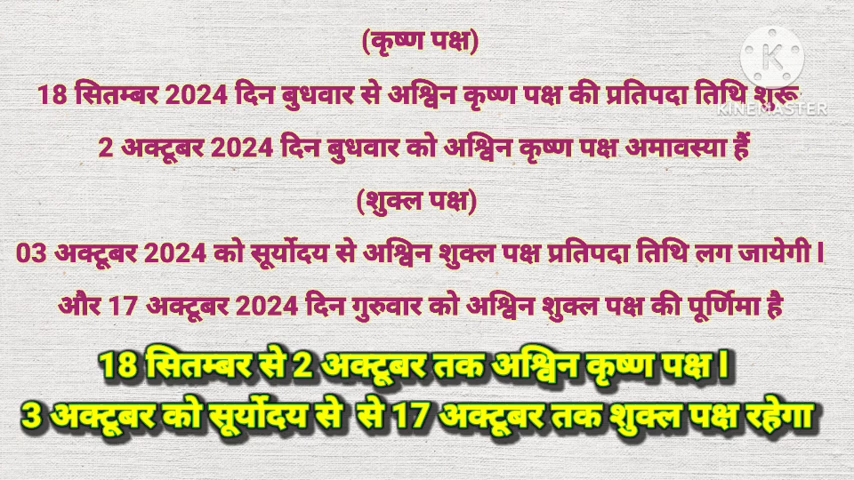 (कृष्ण पक्ष)
18 सितम्बर 2024 दिन बुधवार से अश्विन कृष्ण पक्ष की प्रतिपदा तिथि शुरू
KINEMASTER
2 अक्टूबर 2024 दिन बुधवार को अश्विन कृष्ण पक्ष अमावस्या हैं
(शुक्ल पक्ष)
03 अक्टूबर 2024 को सूर्योदय से अश्विन शुक्ल पक्ष प्रतिपदा तिथि लग जायेगी l
और 17 अक्टूबर 2024 दिन गुरुवार को अश्विन शुक्ल पक्ष की पूर्णिमा है
18 सितम्बर से 2 अक्टूबर तक अश्विन कृष्ण पक्ष l
3 अक्टूबर को सूर्योदय से से 17 अक्टूबर तक शुक्ल पक्ष रहेगा